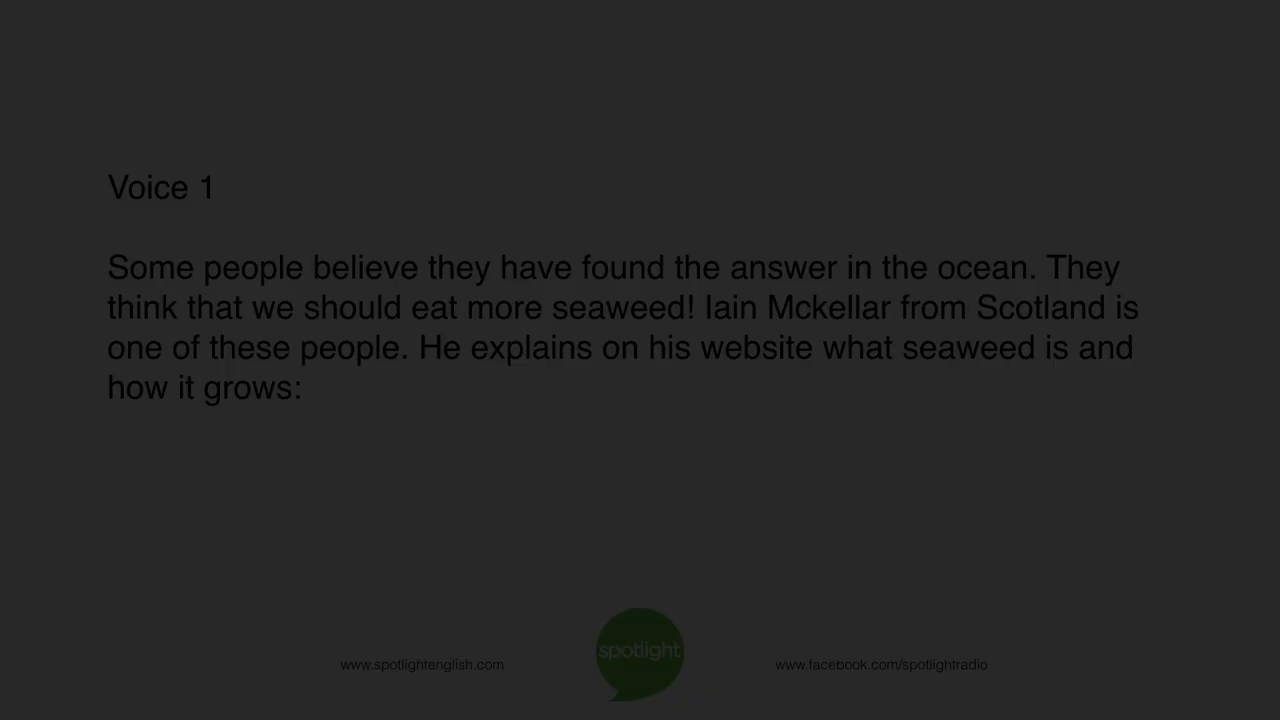 Voice 1
Some people believe they have found the answer in the ocean. They
think that we should eat more seaweed! Iain Mckellar from Scotland is
one of these people. He explains on his website what seaweed is and
how it grows:
spotlight
www.spotlightenglish.com
www.facebook.com/spotlightradio